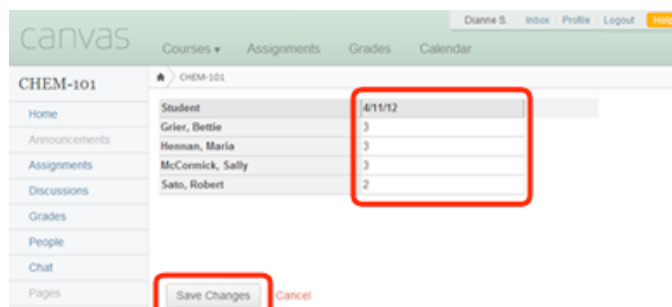 Dianne S. Inbox Profile Logout Help
canvas
Courses ▾ Assignments Grades Calendar
CHEM-101
CHEM-101
Home
Announcements
Assignments
Discussions
Grades
People
Chat
Pages
Student 4/11/12
Grier, Bettie 3
Hennan, Maria 3
McCormick, Sally 3
Sato, Robert 2
Save Changes Cancel